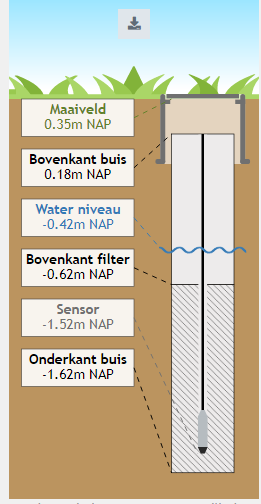 Maaiveld
0.35m NAP
Bovenkant buis
0.18m NAP
Water niveau
-0.42m NAP
Bovenkant filter
-0.62m NAP
Sensor
-1.52m NAP
Onderkant buis
-1.62m NAP